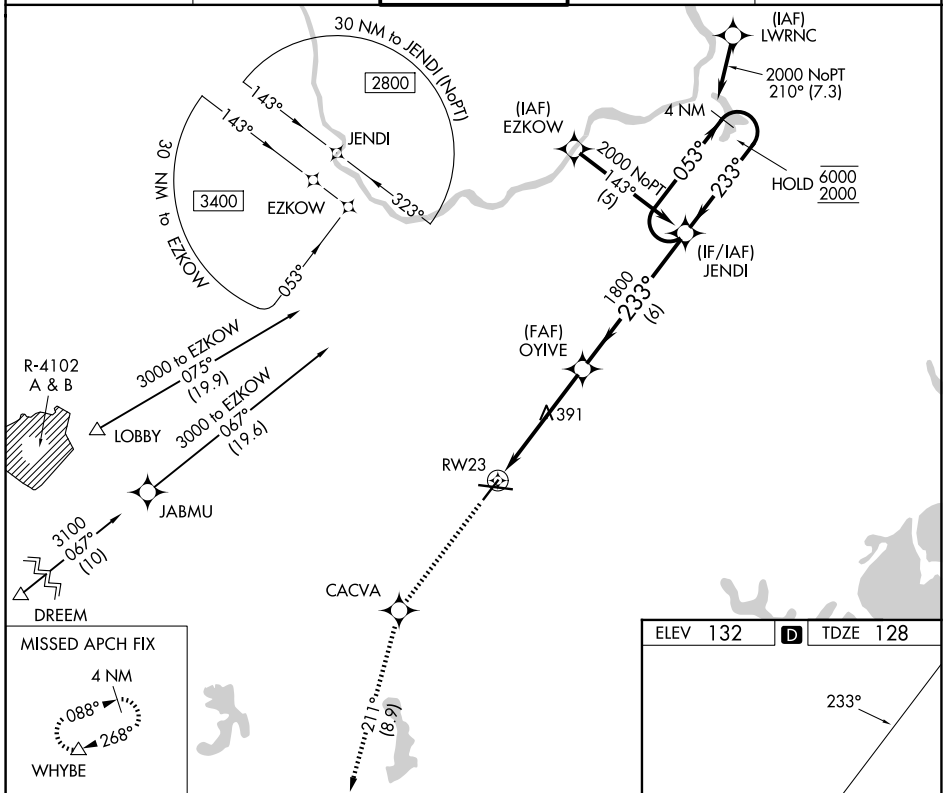 30 NM to JENDI (NoPT)
2800
143°
JENDI
323°
143°
30 NM to EZKOW
3400
EZKOW
053°
(IAF)
LWRNC
2000 NoPT
210° (7.3)
(IAF)
EZKOW
4 NM
2000 NoPT
143°
(5)
053°
233°
HOLD 6000
2000
(IF/IAF)
JENDI
1800
233°
(6)
(FAF)
OYIVE
391
RW23
R-4102
A & B
3000 to EZKOW
075°
(19.9)
LOBBY
3000 to EZKOW
067°
(19.6)
JABMU
3100
067°
(10)
DREEM
CACVA
211°
(8.9)
MISSED APCH FIX
4 NM
088°
268°
WHYBE
ELEV 132 D TDZE 128
233°